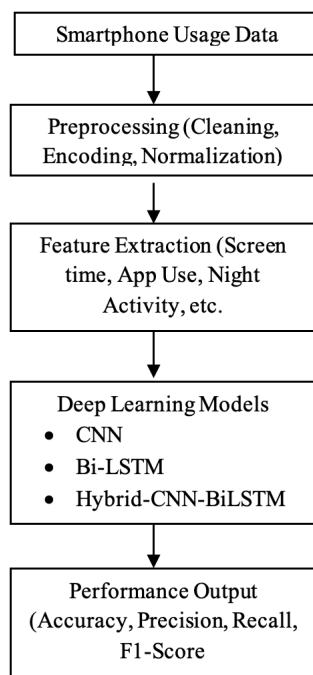 Smartphone Usage Data
Preprocessing (Cleaning,
Encoding, Normalization)
Feature Extraction (Screen
time, App Use, Night
Activity, etc.
Deep Learning Models
• CNN
• Bi-LSTM
• Hybrid-CNN-BiLSTM
Performance Output
(Accuracy, Precision, Recall,
F1-Score